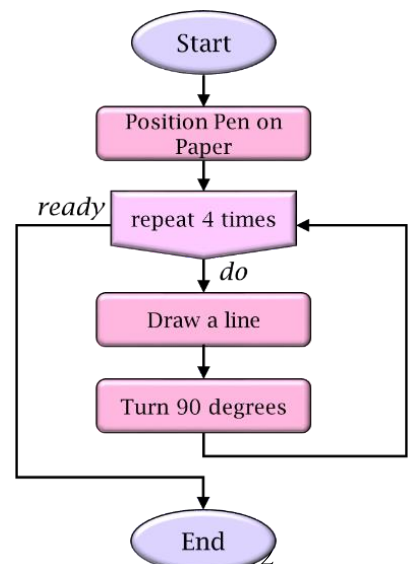 Start
Position Pen on
Paper
ready
repeat 4 times
do
Draw a line
Turn 90 degrees
End